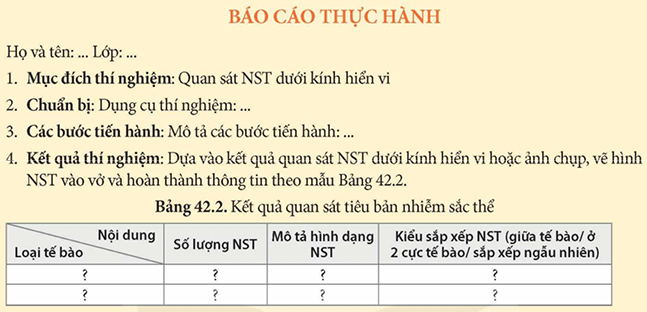 BÁO CÁO THỰC HÀNH
Họ và tên: ... Lớp: ...
1. Mục đích thí nghiệm: Quan sát NST dưới kính hiển vi
2. Chuẩn bị: Dụng cụ thí nghiệm: ...
3. Các bước tiến hành: Mô tả các bước tiến hành: ...
4. Kết quả thí nghiệm: Dựa vào kết quả quan sát NST dưới kính hiển vi hoặc ảnh chụp, vẽ hình
NST vào vở và hoàn thành thông tin theo mẫu Bảng 42.2.
Bảng 42.2. Kết quả quan sát tiêu bản nhiễm sắc thể
Nội dung
Loại tế bào
Số lượng NST
Mô tả hình dạng
NST
Kiểu sắp xếp NST (giữa tế bào/ ở
2 cực tế bào/ sắp xếp ngẫu nhiên)
? ? ? ?
? ? ? ?